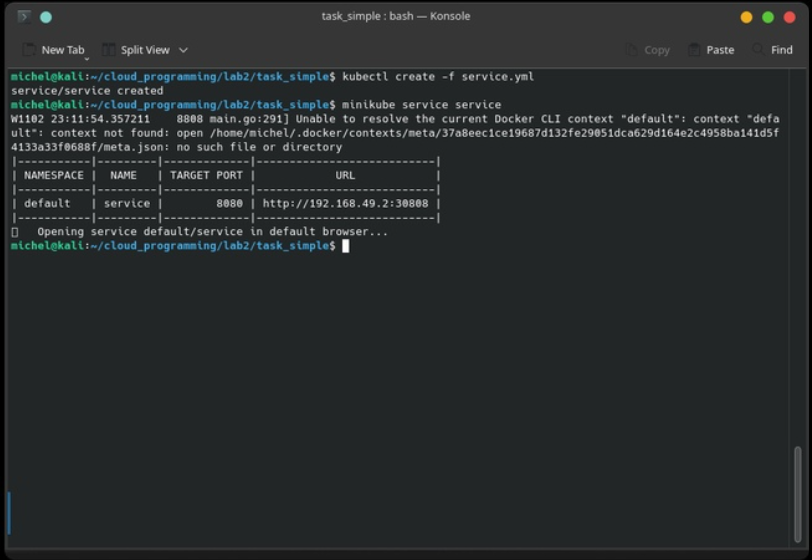 task_simple : bash — Konsole
New Tab
Split View
Copy
Paste
Find
michel@kali:~/cloud_programming/lab2/task_simple$ kubectl create -f service.yml
service/service created
michel@kali:~/cloud_programming/lab2/task_simple$ minikube service service
W1102 23:11:54.357211    8808 main.go:291] Unable to resolve the current Docker CLI context "default": context "defa
ult": context not found: open /home/michel/.docker/contexts/meta/37a8eec1ce19687d132fe29051dca629d164e2c4958ba141d5f
4133a33f0688f/meta.json: no such file or directory
|-----------|---------|-------------|---------------------------|
| NAMESPACE |  NAME   | TARGET PORT |            URL            |
|-----------|---------|-------------|---------------------------|
| default   | service |        8080 | http://192.168.49.2:30808 |
|-----------|---------|-------------|---------------------------|
Opening service default/service in default browser...
michel@kali:~/cloud_programming/lab2/task_simple$